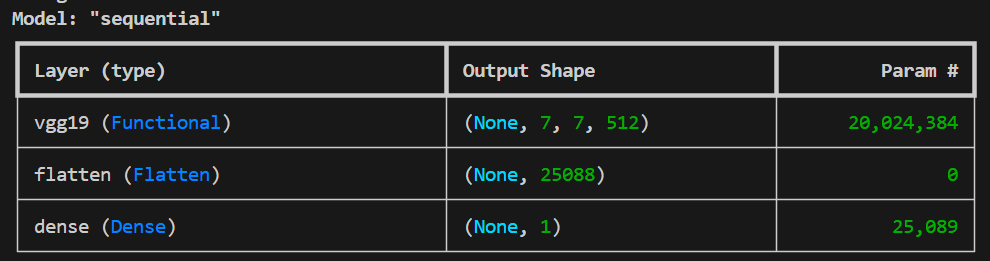 Model: "sequential"
Layer (type) Output Shape Param #
vgg19 (Functional) (None, 7, 7, 512) 20,024,384
flatten (Flatten) (None, 25088) 0
dense (Dense) (None, 1) 25,089